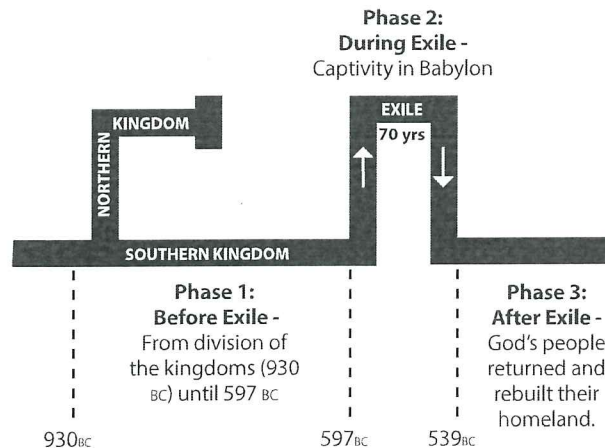 Phase 2:
During Exile -
Captivity in Babylon
KINGDOM
EXILE
70 yrs
NORTHERN
SOUTHERN KINGDOM
Phase 1:
Before Exile -
From division of
the kingdoms (930
BC) until 597 BC
Phase 3:
After Exile -
God's people
returned and
rebuilt their
homeland.
930BC
597BC
539BC